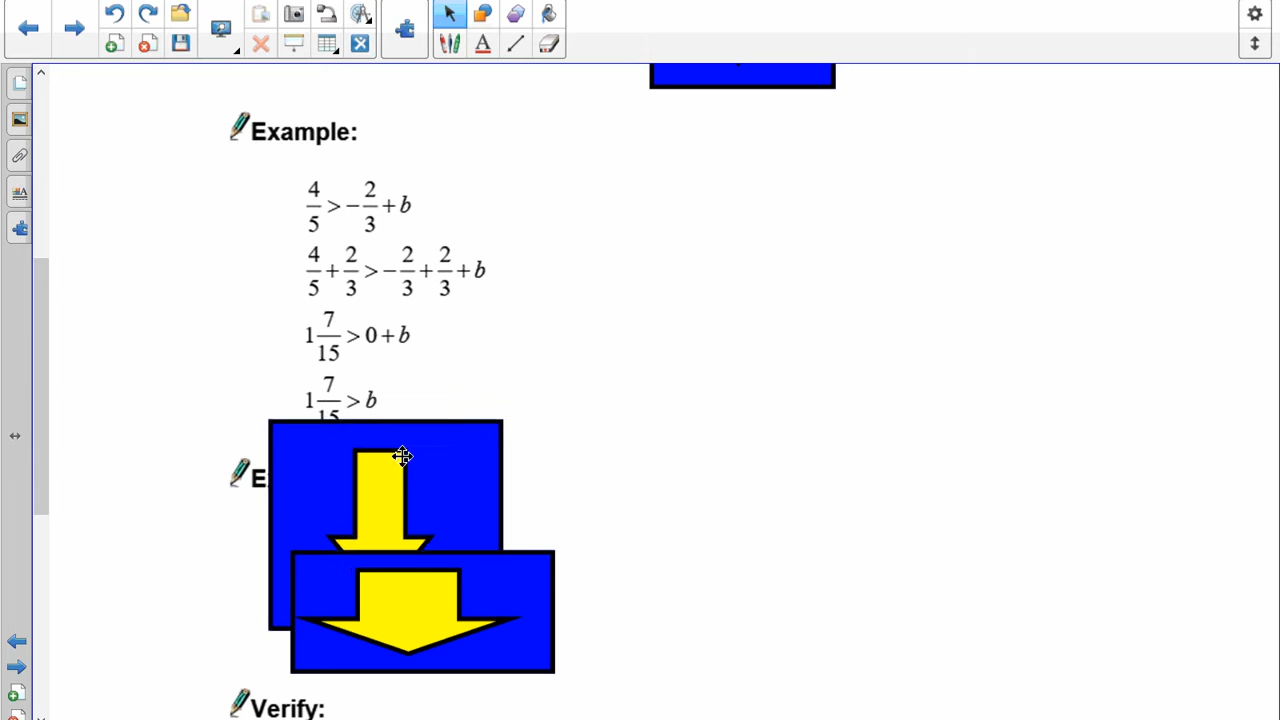 Example:
4/5 > -2/3 + b
4/5 + 2/3 > -2/3 + 2/3 + b
1 7/15 > 0 + b
1 7/15 > b
E
Verify: